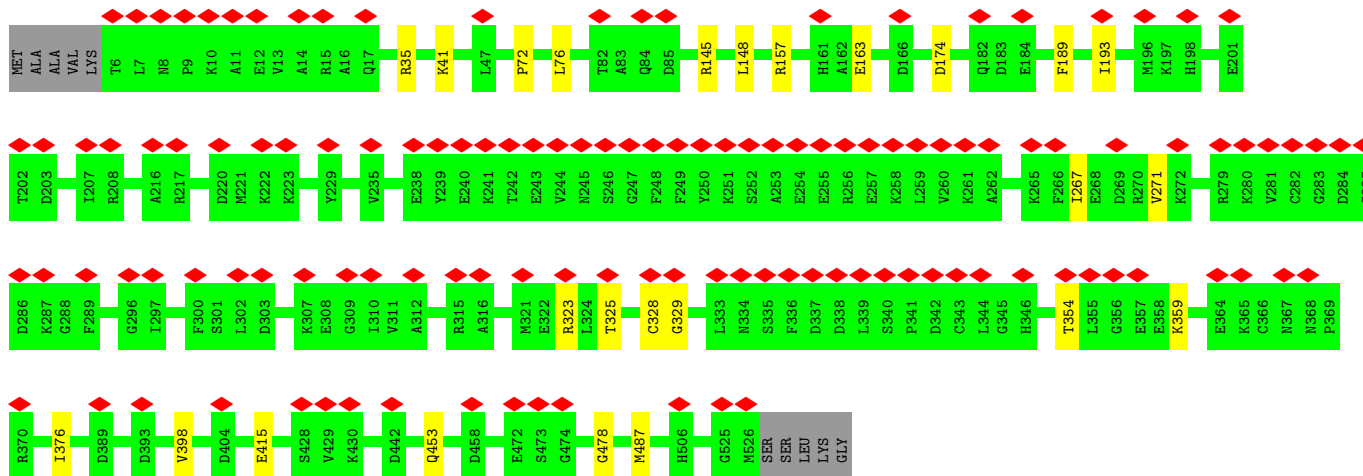 MET ALA ALA VAL LYS T6 L7 N8 P9 K10 A11 E12 V13 A14 R15 A16 Q17 R35 K41 L47 P72 L76 T82 A83 Q84 D85 R145 L148 R157 H161 A162 E163 D166 D174 Q182 D183 E184 F189 I193 M196 K197 H198 E201
T202 D203 I207 R208 A216 R217 D220 M221 K222 K223 Y229 V235 E238 Y239 E240 K241 T242 E243 V244 N245 S246 G247 F248 F249 Y250 K251 S252 A253 E254 E255 R256 E257 K258 L259 V260 K261 A262 K265 F266 I267 E268 D269 R270 V271 K272 R279 K280 V281 C282 G283 D284
D286 K287 G288 F289 G296 I297 F300 S301 L302 D303 K307 E308 G309 I310 V311 A312 R315 A316 M321 E322 R323 L324 T325 C328 G329 L333 N334 S335 F336 D337 D338 L339 S340 P341 D342 C343 L344 G345 H346 T354 L355 G356 E357 E358 K359 E364 K365 C366 N367 N368 P369
R370 I376 D389 D393 V398 D404 E415 S428 V429 K430 D442 Q453 D458 E472 S473 G474 G478 M487 H506 G525 M526 SER SER LEU LYS GLY